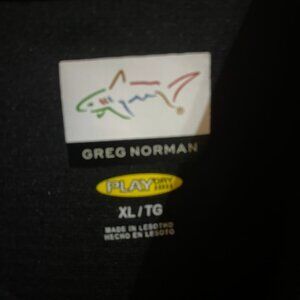 GREG NORMAN
PLAY DRY
XL/TG
MADE IN LESOTHO
HECHO EN LESOTO